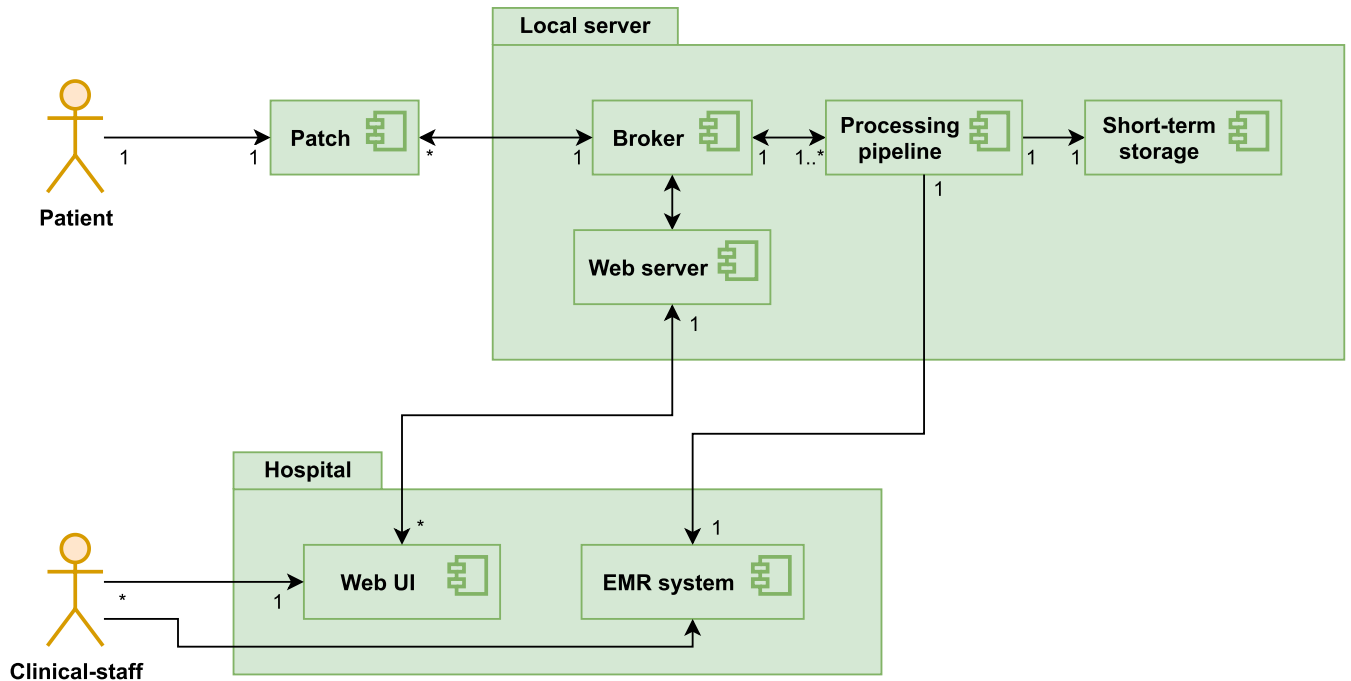 Local server
Patch
Broker
Processing
pipeline
Short-term
storage
1
1
*
1
1
1..*
1
1
1
Patient
Web server
1
Hospital
*
1
Web UI
EMR system
*
1
Clinical-staff